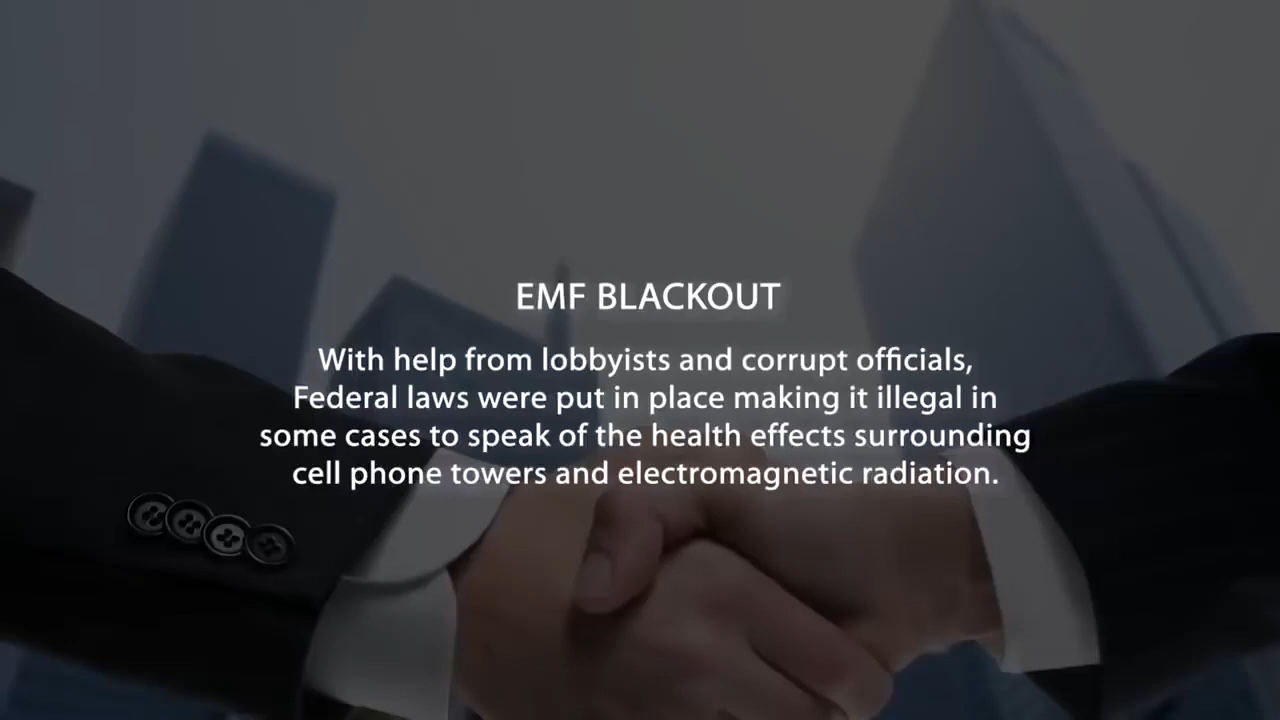 EMF BLACKOUT
With help from lobbyists and corrupt officials,
Federal laws were put in place making it illegal in
some cases to speak of the health effects surrounding
cell phone towers and electromagnetic radiation.